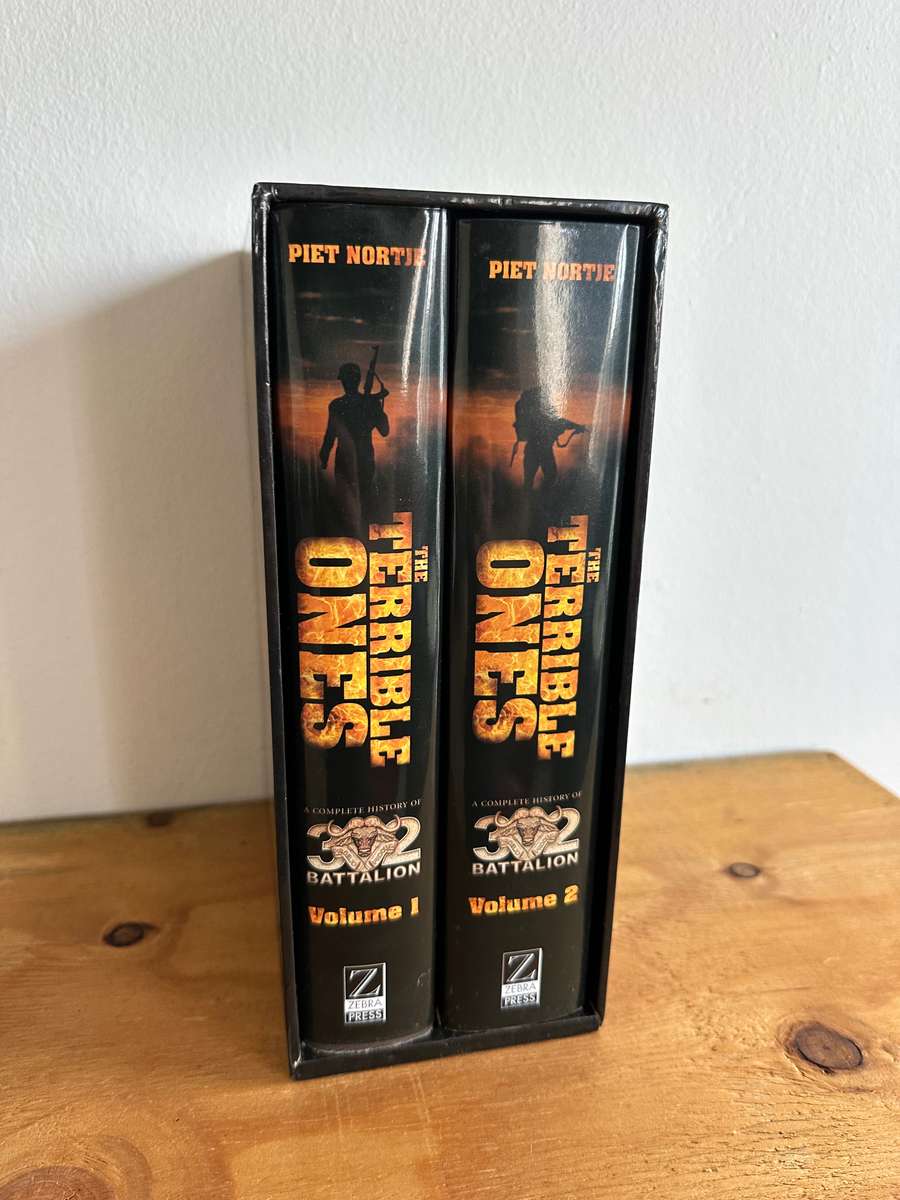 PIET NORTJE
THE
TERRIBLE
ONES
A COMPLETE HISTORY OF
32
BATTALION
Volume 1
Z
ZEBRA
PRESS
PIET NORTJE
THE
TERRIBLE
ONES
A COMPLETE HISTORY OF
32
BATTALION
Volume 2
Z
ZEBRA
PRESS